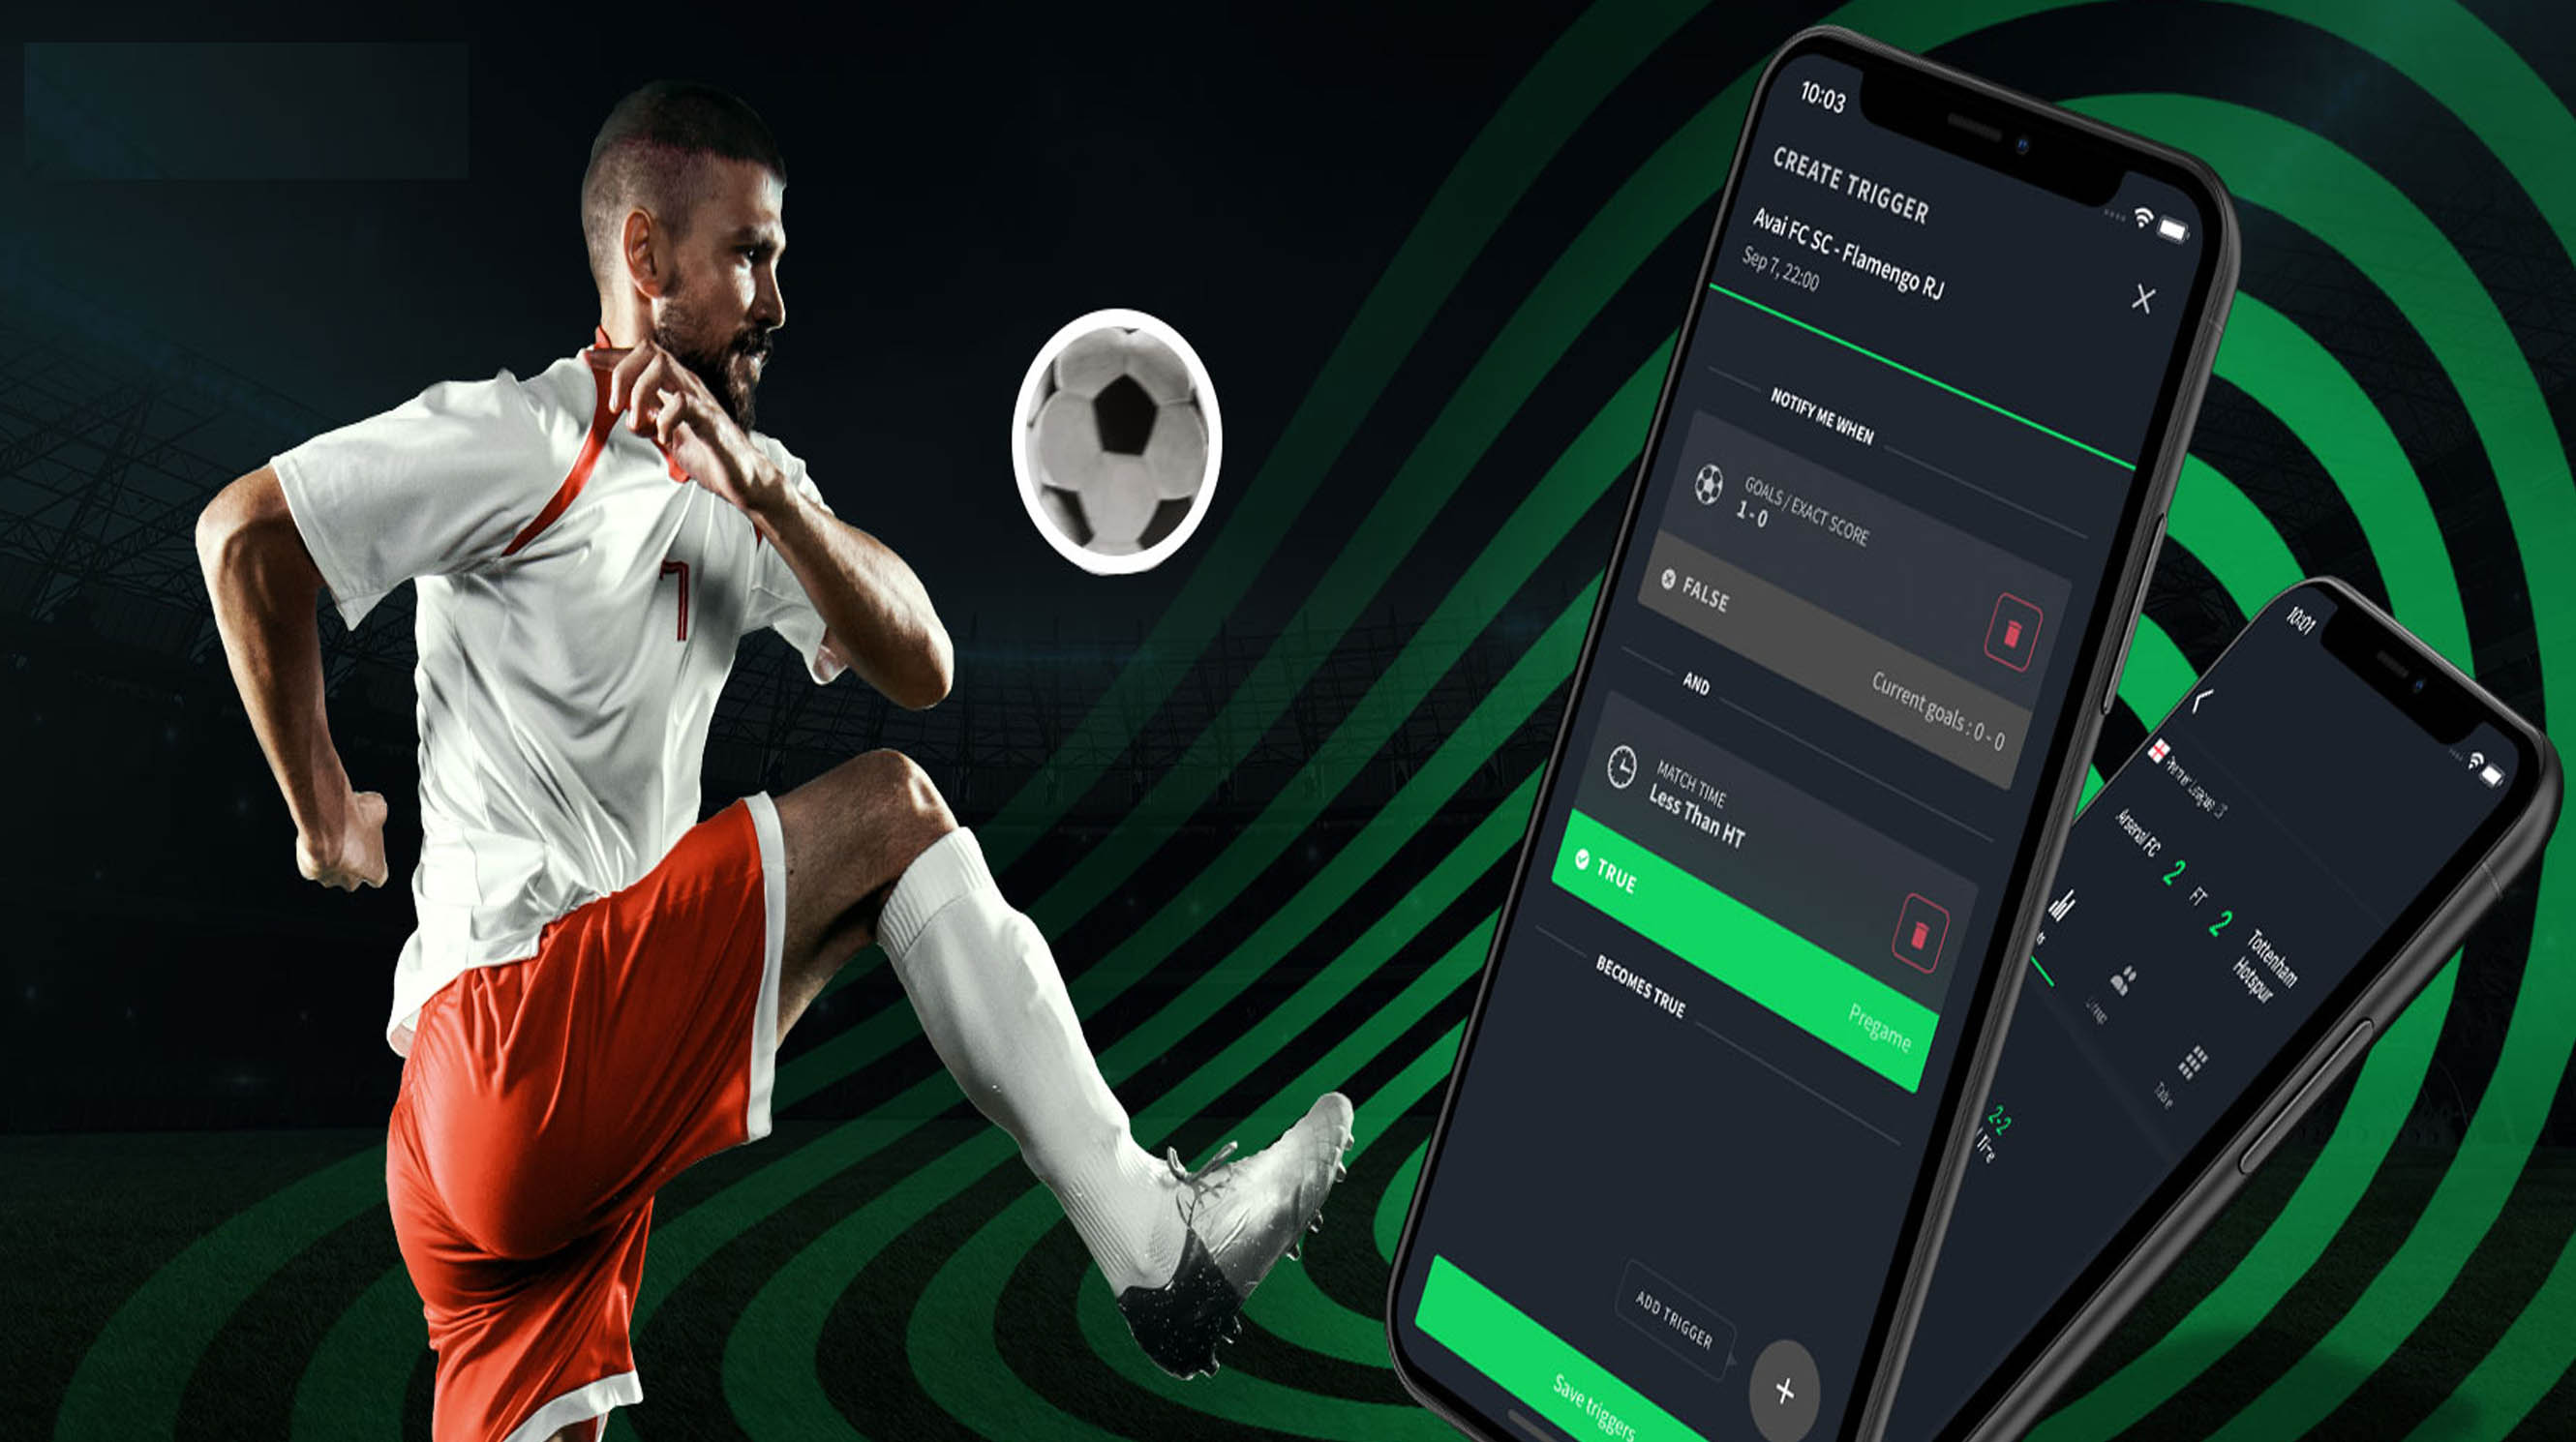 7
10:03
CREATE TRIGGER
Avai FC SC - Flamengo RJ
Sep 7, 22:00
NOTIFY ME WHEN
GOALS / EXACT SCORE
1 - 0
FALSE
Current goals : 0 - 0
AND
MATCH TIME
Less Than HT
TRUE
Pregame
BECOMES TRUE
ADD TRIGGER
+
Save triggers
10:01
Arsenal FC
2
FT
2
Tottenham
Hotspur
2-2